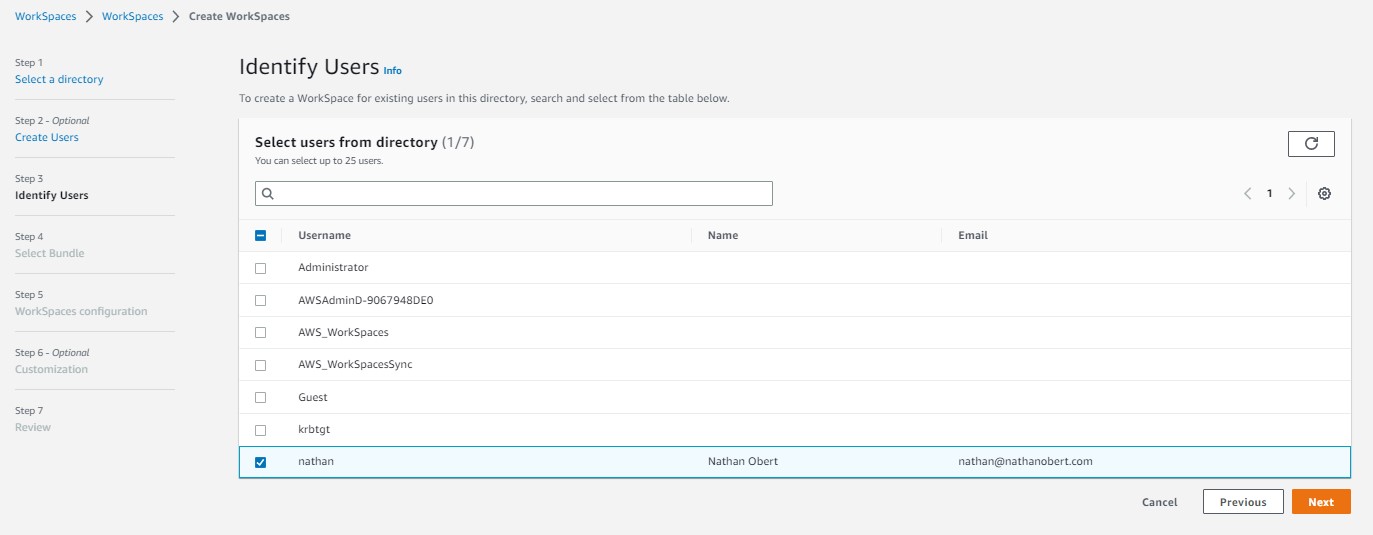 WorkSpaces > WorkSpaces > Create WorkSpaces
Step 1
Select a directory
Step 2 - Optional
Create Users
Step 3
Identify Users
Step 4
Select Bundle
Step 5
WorkSpaces configuration
Step 6 - Optional
Customization
Step 7
Review
Identify Users Info
To create a WorkSpace for existing users in this directory, search and select from the table below.
Select users from directory (1/7)
You can select up to 25 users.
< 1 >
Username Name Email
Administrator
AWSAdminD-9067948DE0
AWS_WorkSpaces
AWS_WorkSpacesSync
Guest
krbtgt
nathan Nathan Obert nathan@nathanobert.com
Cancel Previous Next